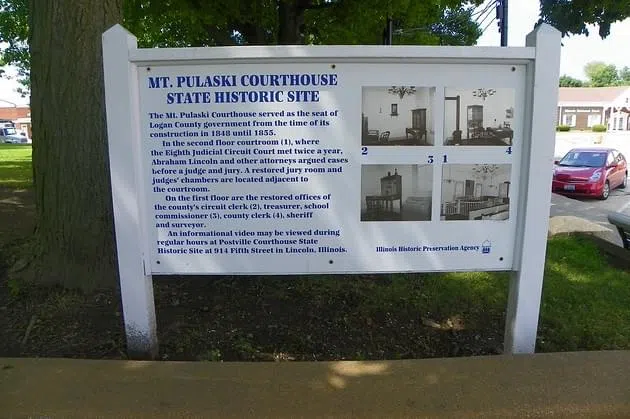 MT. PULASKI COURTHOUSE
STATE HISTORIC SITE
The Mt. Pulaski Courthouse served as the seat of
Logan County government from the time of its
construction in 1848 until 1855.
In the second floor courtroom (1), where
the Eighth Judicial Circuit Court met twice a year,
Abraham Lincoln and other attorneys argued cases
before a judge and jury. A restored jury room and
judges' chambers are located adjacent to
the courtroom.
On the first floor are the restored offices of
the county's circuit clerk (2), treasurer, school
commissioner (3), county clerk (4), sheriff
and surveyor.
An informational video may be viewed during
regular hours at Postville Courthouse State
Historic Site at 914 Fifth Street in Lincoln, Illinois.
2 3 1 4
Illinois Historic Preservation Agency